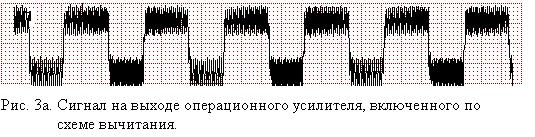 Рис. 3а. Сигнал на выходе операционного усилителя, включенного по
схеме вычитания.